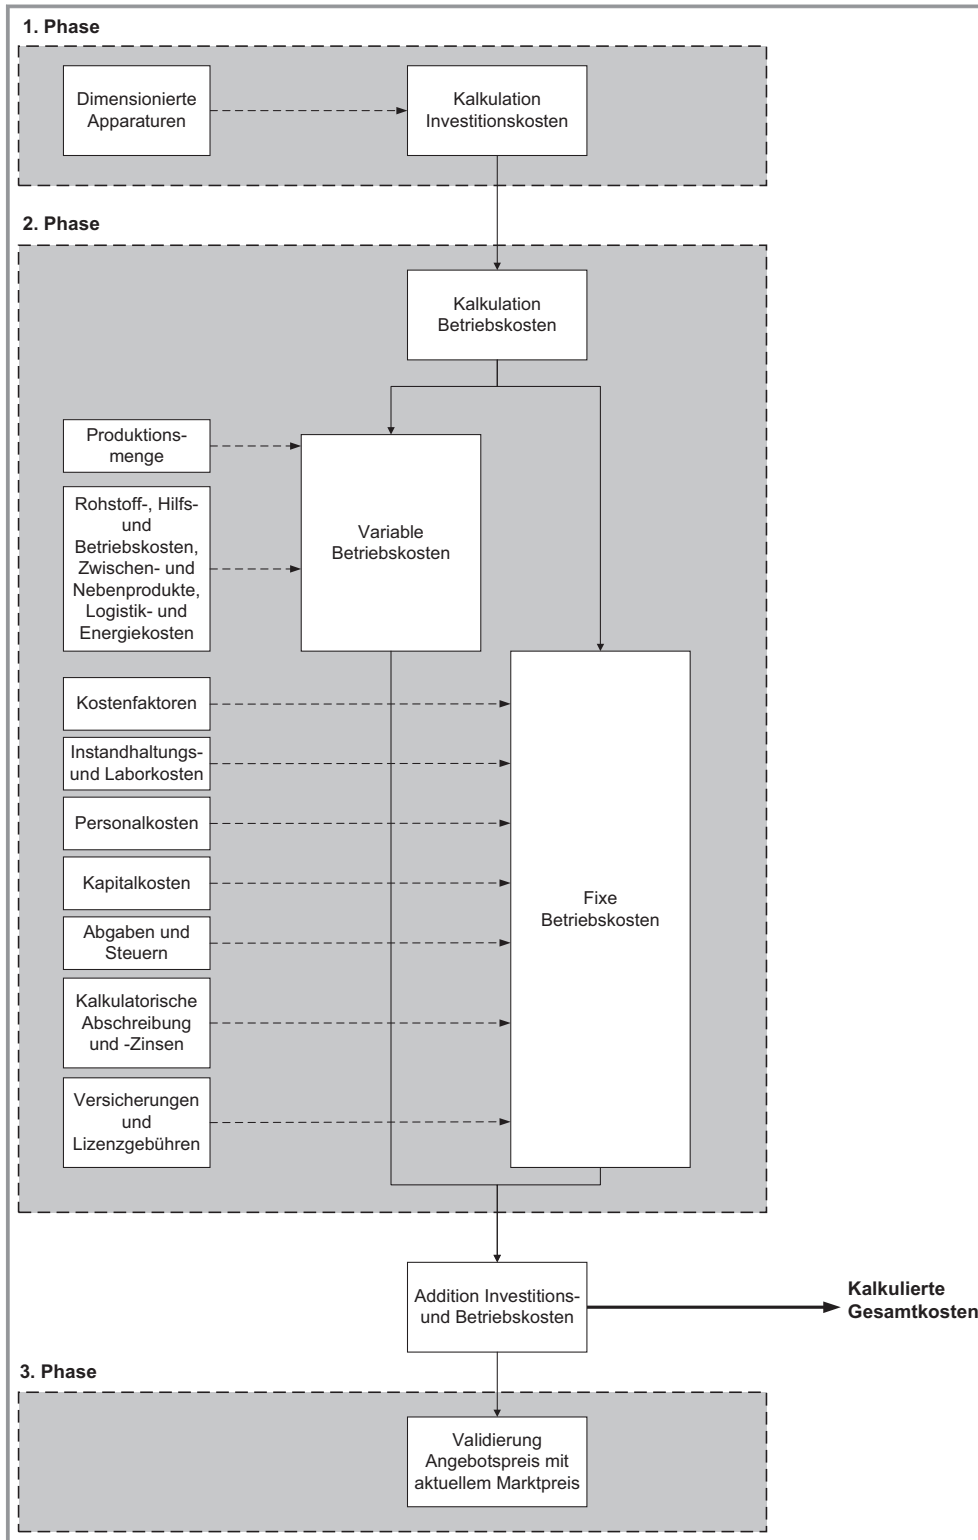 1. Phase
Dimensionierte
Apparaturen
Kalkulation
Investitionskosten
2. Phase
Kalkulation
Betriebskosten
Produktions-
menge
Rohstoff-, Hilfs-
und
Betriebskosten,
Zwischen- und
Nebenprodukte,
Logistik- und
Energiekosten
Variable
Betriebskosten
Kostenfaktoren
Instandhaltungs-
und Laborkosten
Personalkosten
Kapitalkosten
Abgaben und
Steuern
Kalkulatorische
Abschreibung
und -Zinsen
Versicherungen
und
Lizenzgebühren
Fixe
Betriebskosten
Addition Investitions-
und Betriebskosten
Kalkulierte
Gesamtkosten
3. Phase
Validierung
Angebotspreis mit
aktuellem Marktpreis